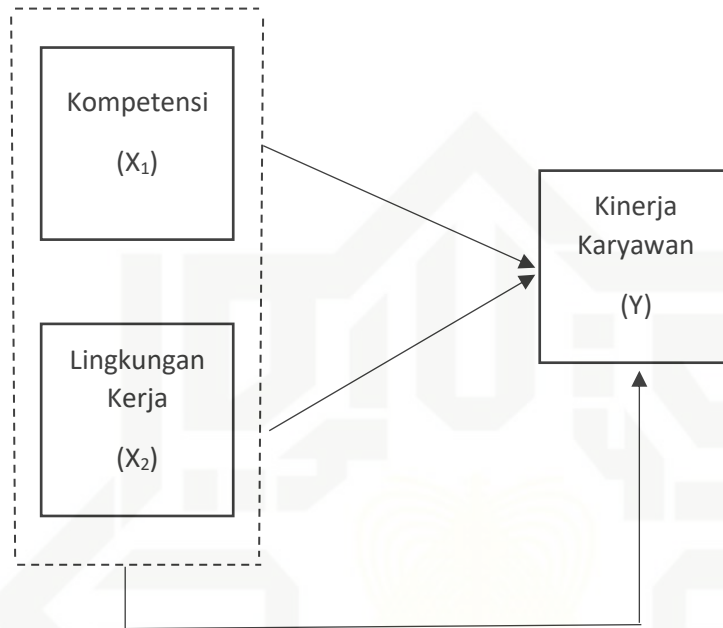 Kompetensi
(X₁)
Kinerja
Karyawan
(Y)
Lingkungan
Kerja
(X₂)